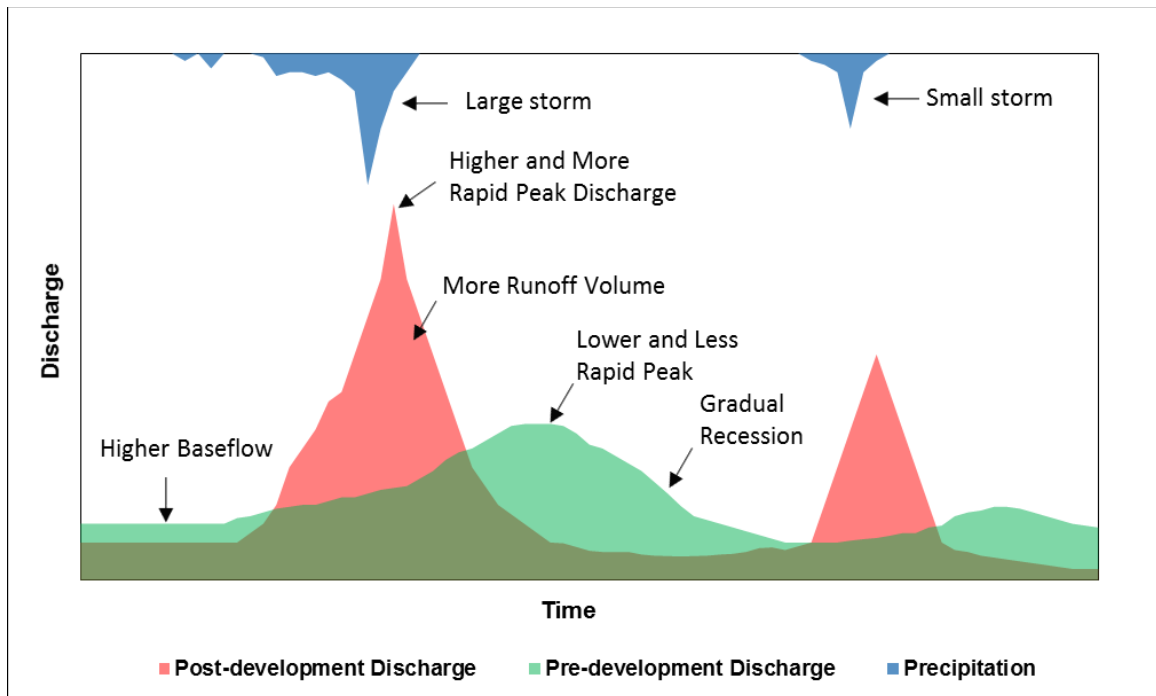 Large storm
Small storm
Higher and More
Rapid Peak Discharge
More Runoff Volume
Lower and Less
Rapid Peak
Gradual
Recession
Higher Baseflow
Discharge
Time
Post-development Discharge
Pre-development Discharge
Precipitation